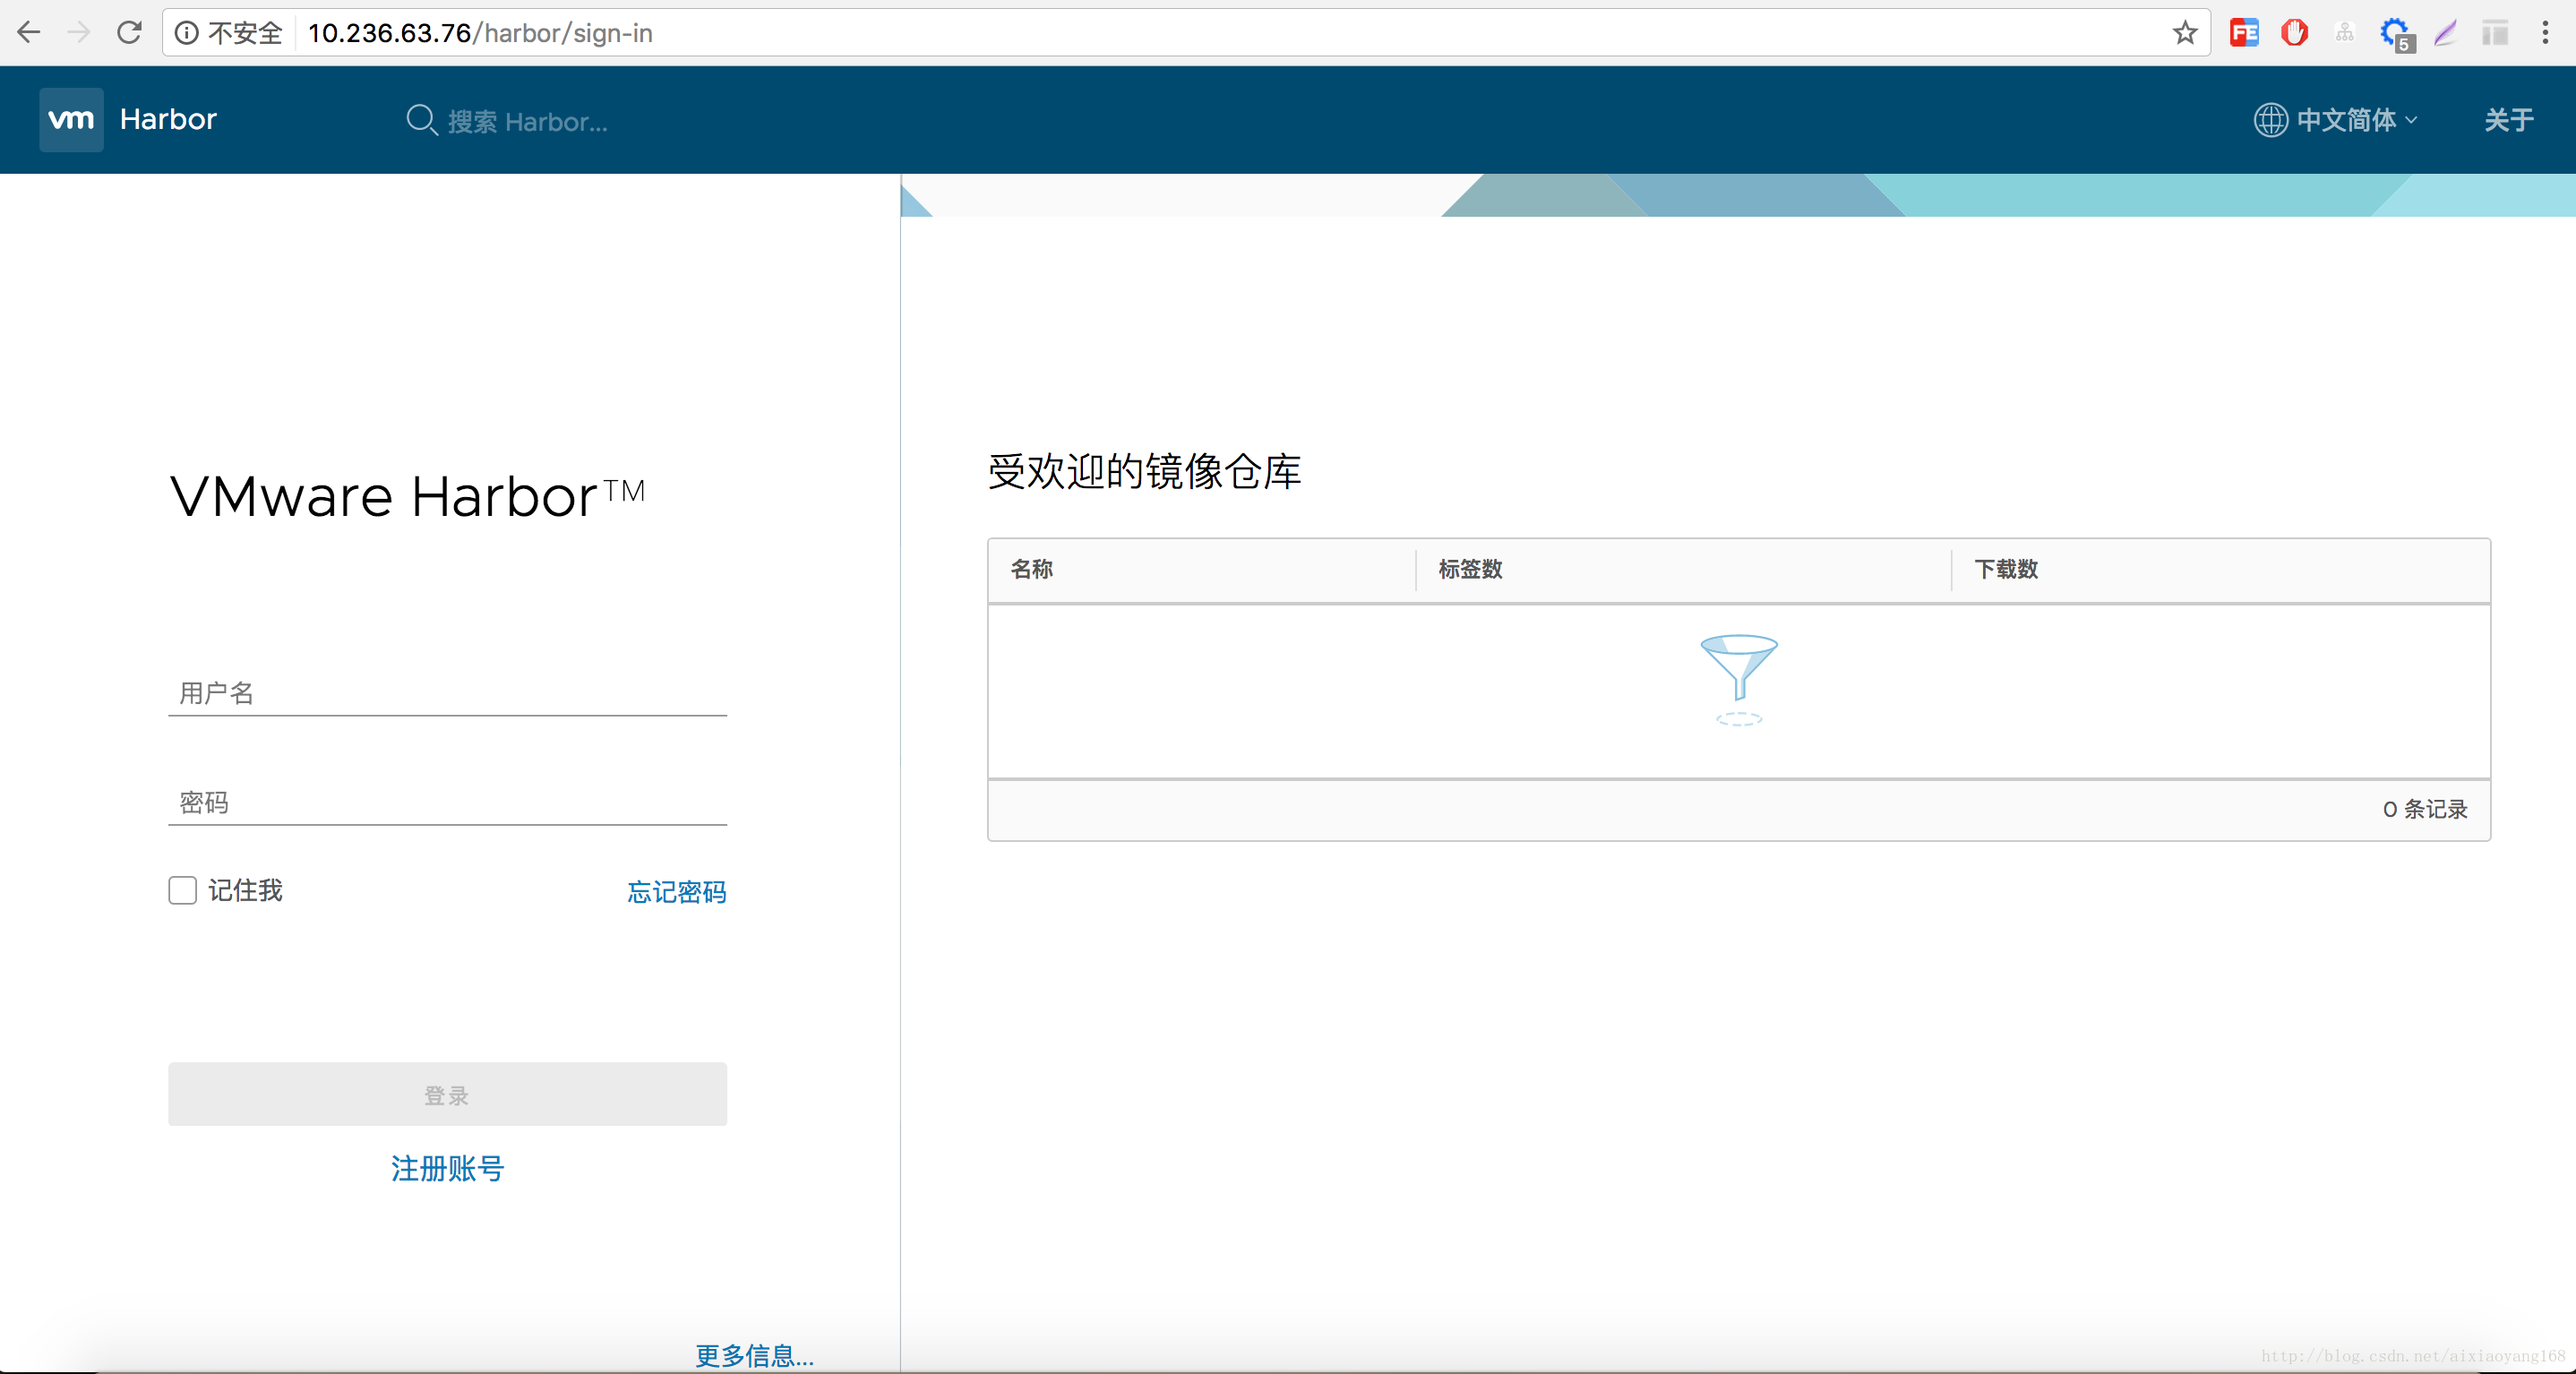 不安全 10.236.63.76/harbor/sign-in
FE
5
vm Harbor
搜索 Harbor...
中文简体
关于
VMware Harbor™
用户名
密码
记住我
忘记密码
登录
注册账号
更多信息...
受欢迎的镜像仓库
名称 标签数 下载数
0 条记录
http://blog.csdn.net/aixiaoyang168